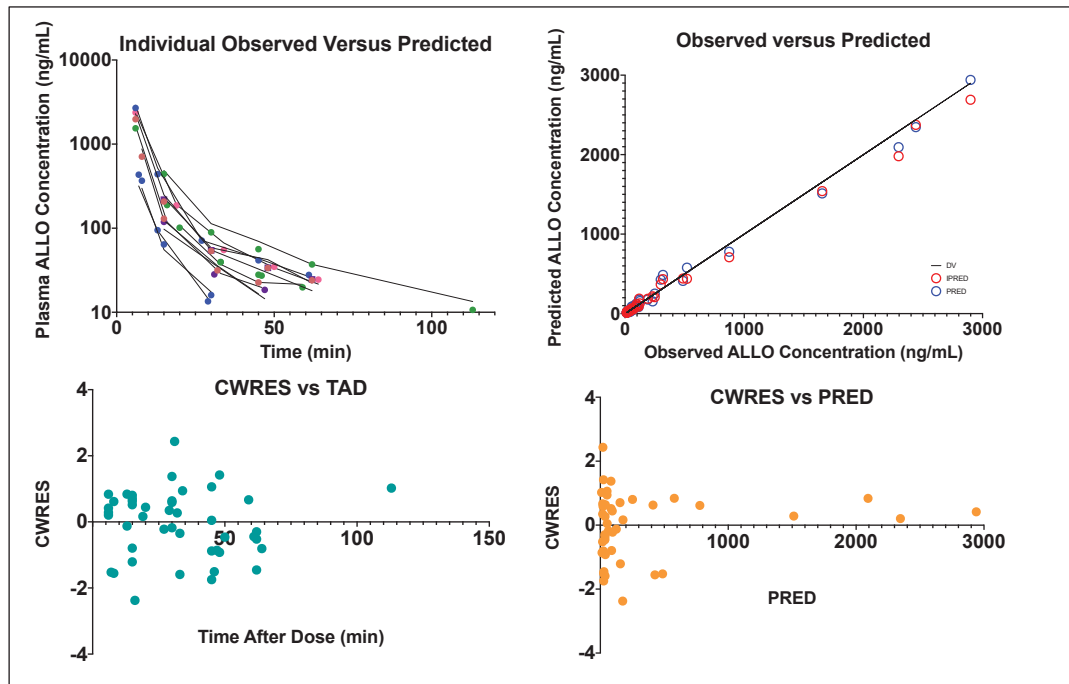 Individual Observed Versus Predicted
Plasma ALLO Concentration (ng/mL)
10000
1000
100
10
0
50
100
Time (min)
Observed versus Predicted
Predicted ALLO Concentration (ng/mL)
3000
2000
1000
0
0
1000
2000
3000
DV
IPRED
PRED
Observed ALLO Concentration (ng/mL)
CWRES vs TAD
CWRES
4
2
0
-2
-4
50
100
150
Time After Dose (min)
CWRES vs PRED
CWRES
4
2
0
-2
-4
1000
2000
3000
PRED